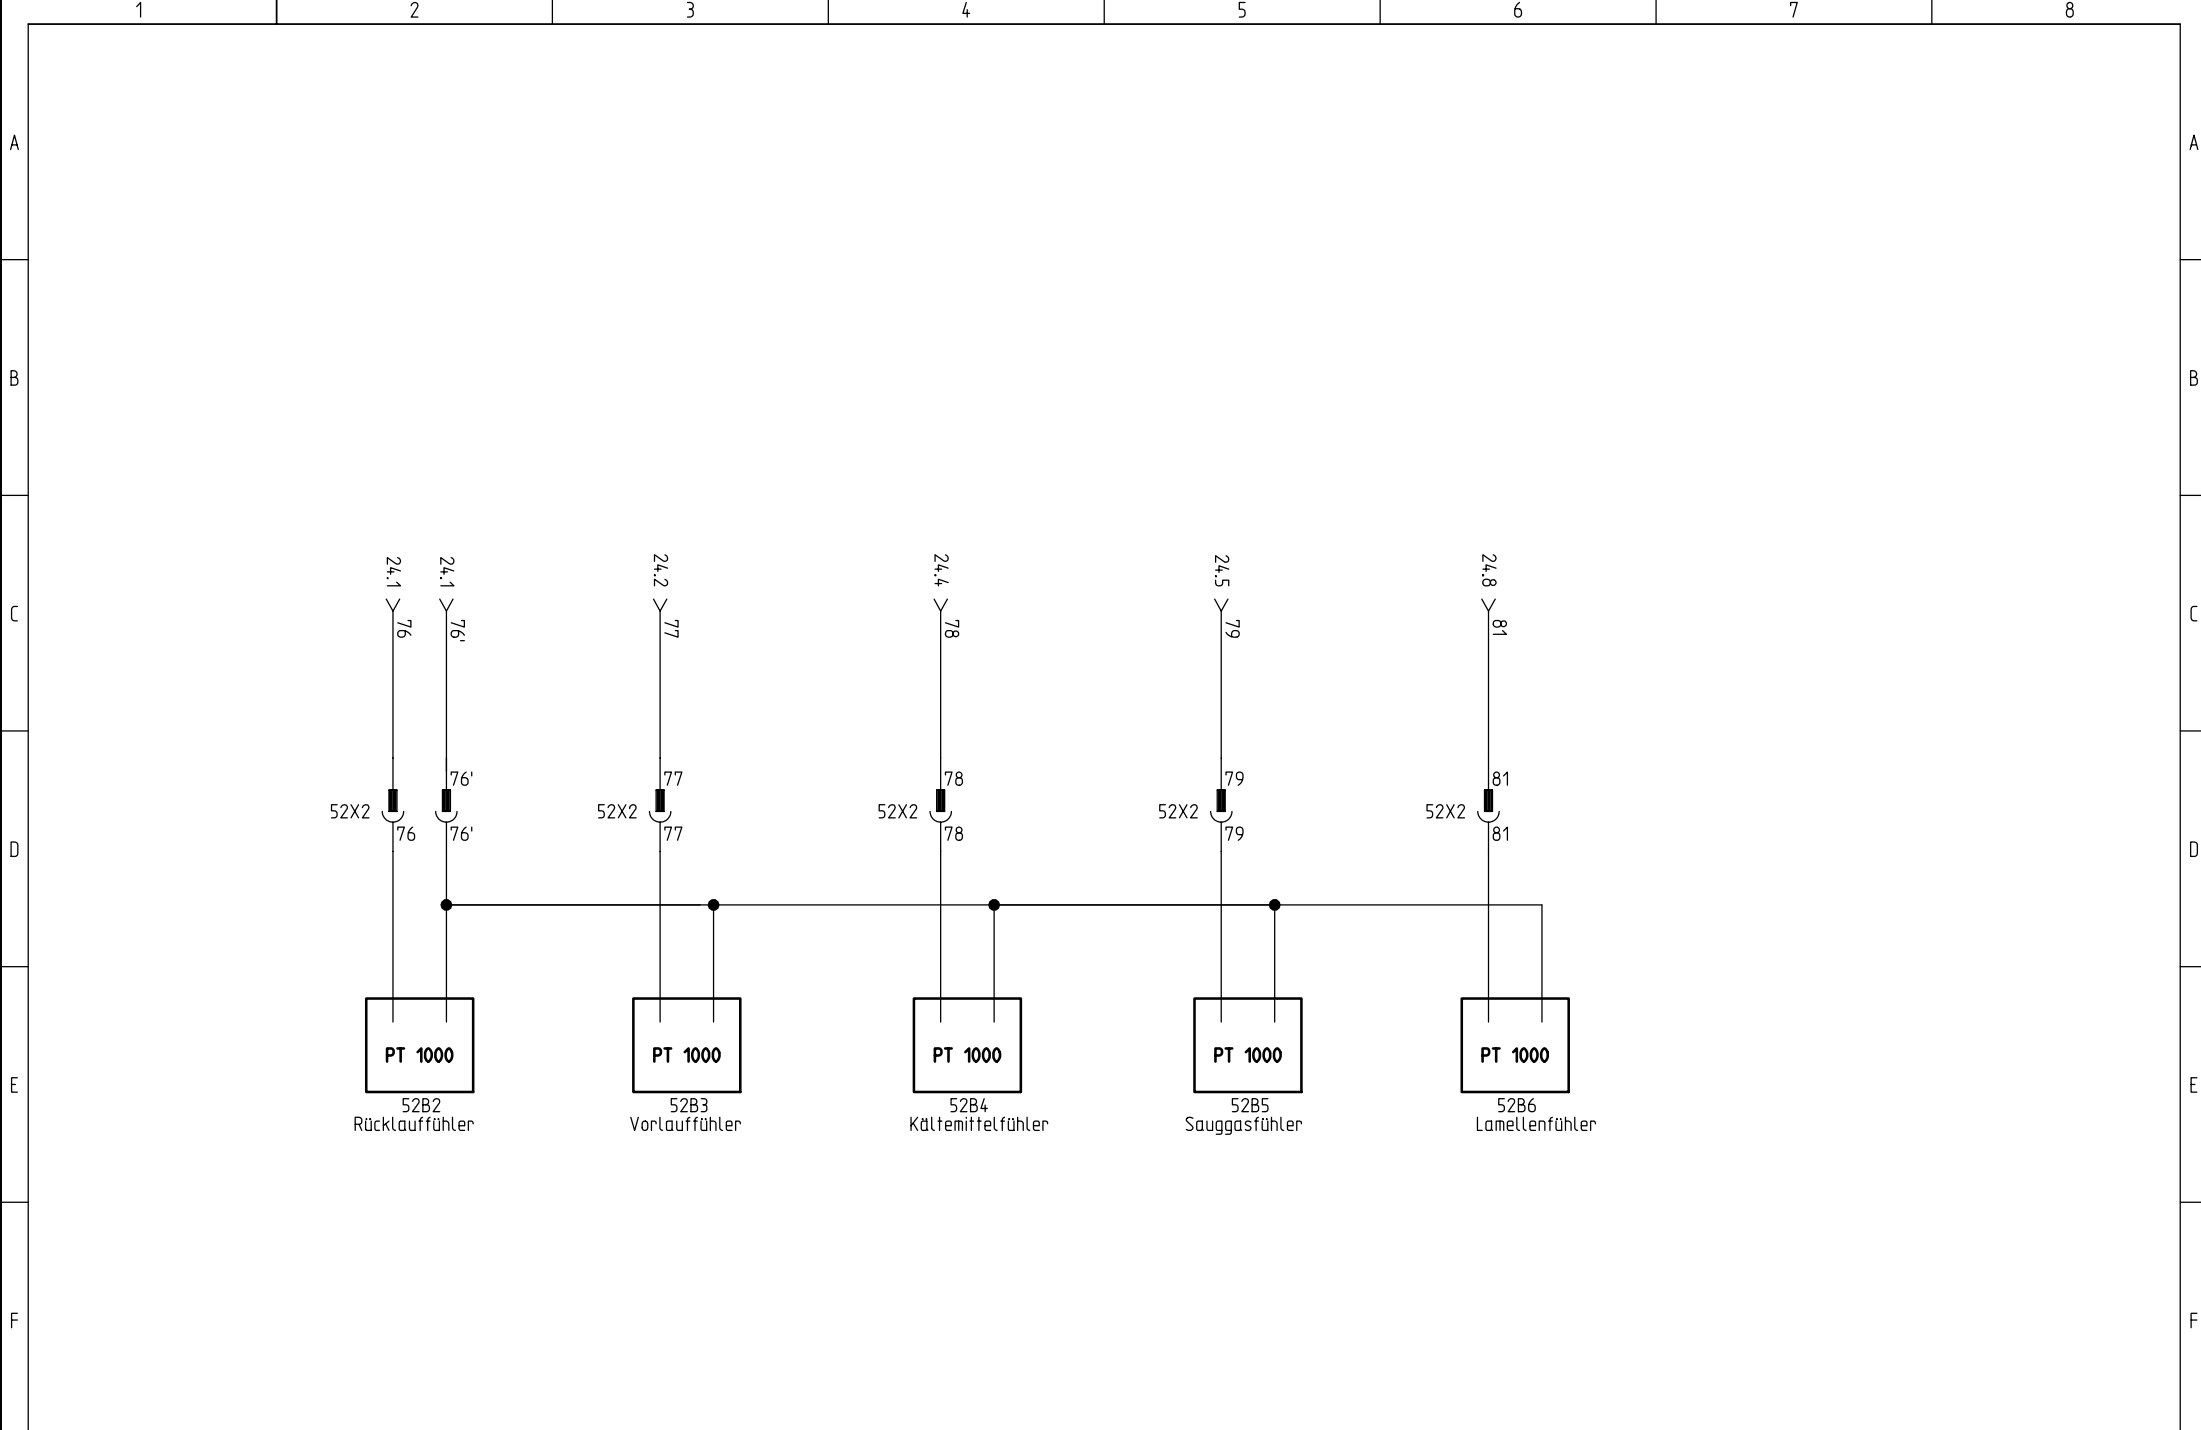 1 2 3 4 5 6 7 8
A A
B B
24.1 24.1 24.2 24.4 24.5 24.8
C C
76 76' 77 78 79 81
76' 77 78 79 81
52X2 52X2 52X2 52X2 52X2
76 76' 77 78 79 81
D D
PT 1000 PT 1000 PT 1000 PT 1000 PT 1000
E E
52B2 52B3 52B4 52B5 52B6
Rücklauffühler Vorlauffühler Kältemittelfühler Sauggasfühler Lamellenfühler
F F